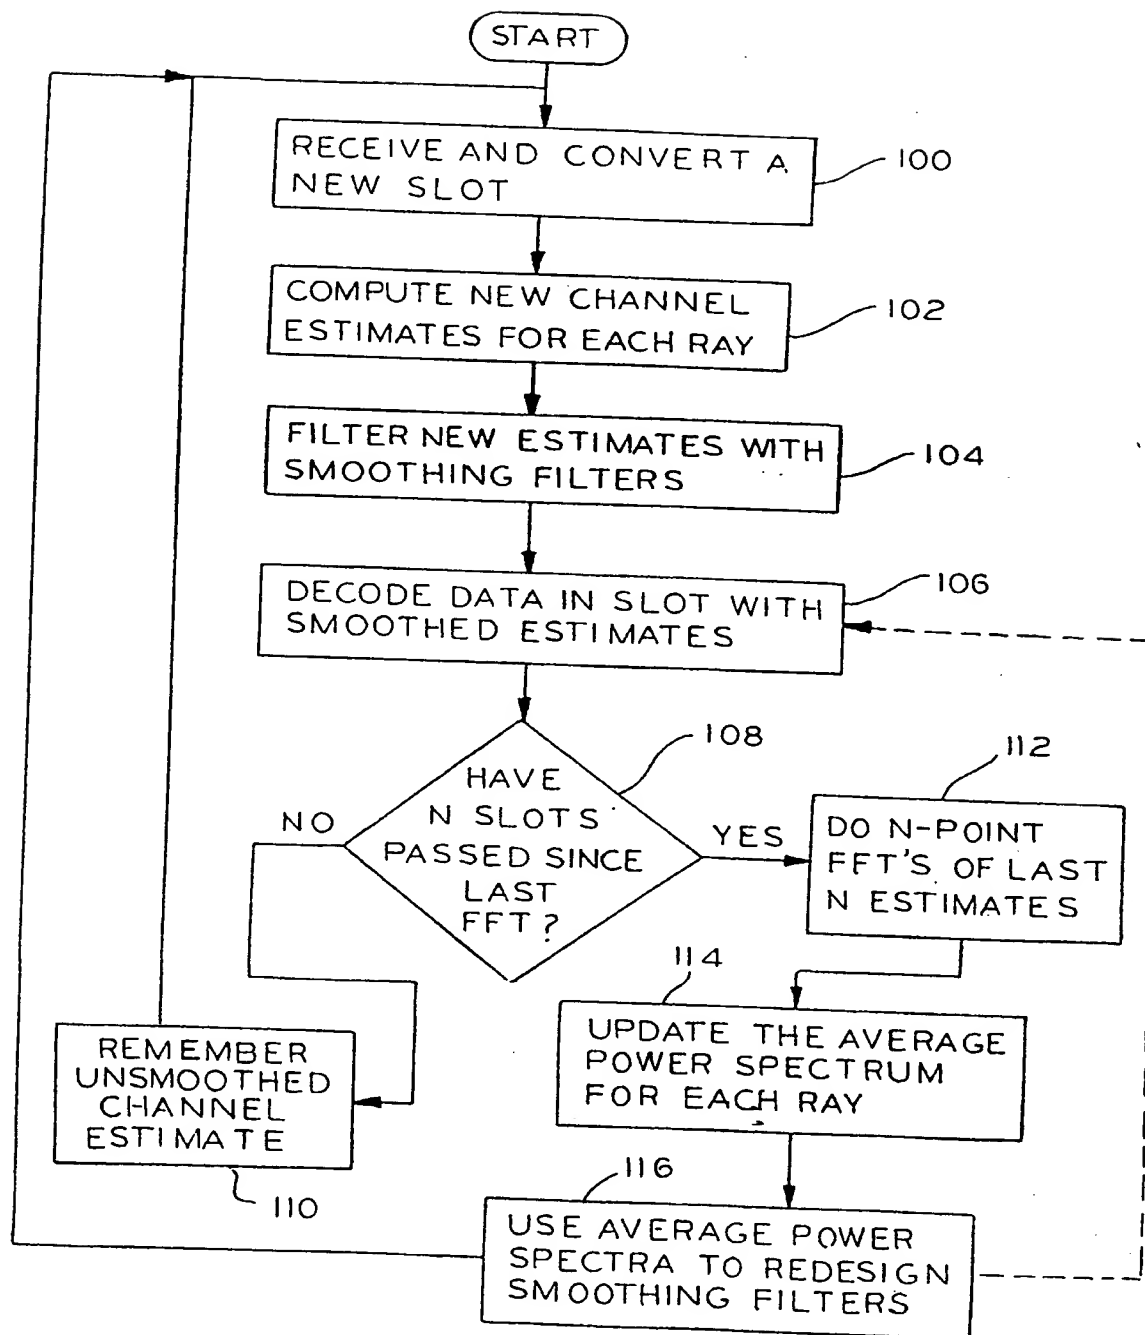 START
RECEIVE AND CONVERT A
NEW SLOT
100
COMPUTE NEW CHANNEL
ESTIMATES FOR EACH RAY
102
FILTER NEW ESTIMATES WITH
SMOOTHING FILTERS
104
DECODE DATA IN SLOT WITH
SMOOTHED ESTIMATES
106
HAVE
N SLOTS
PASSED SINCE
LAST
FFT?
108
NO
YES
DO N-POINT
FFT'S OF LAST
N ESTIMATES
112
REMEMBER
UNSMOOTHED
CHANNEL
ESTIMATE
110
UPDATE THE AVERAGE
POWER SPECTRUM
FOR EACH RAY
114
USE AVERAGE POWER
SPECTRA TO REDESIGN
SMOOTHING FILTERS
116